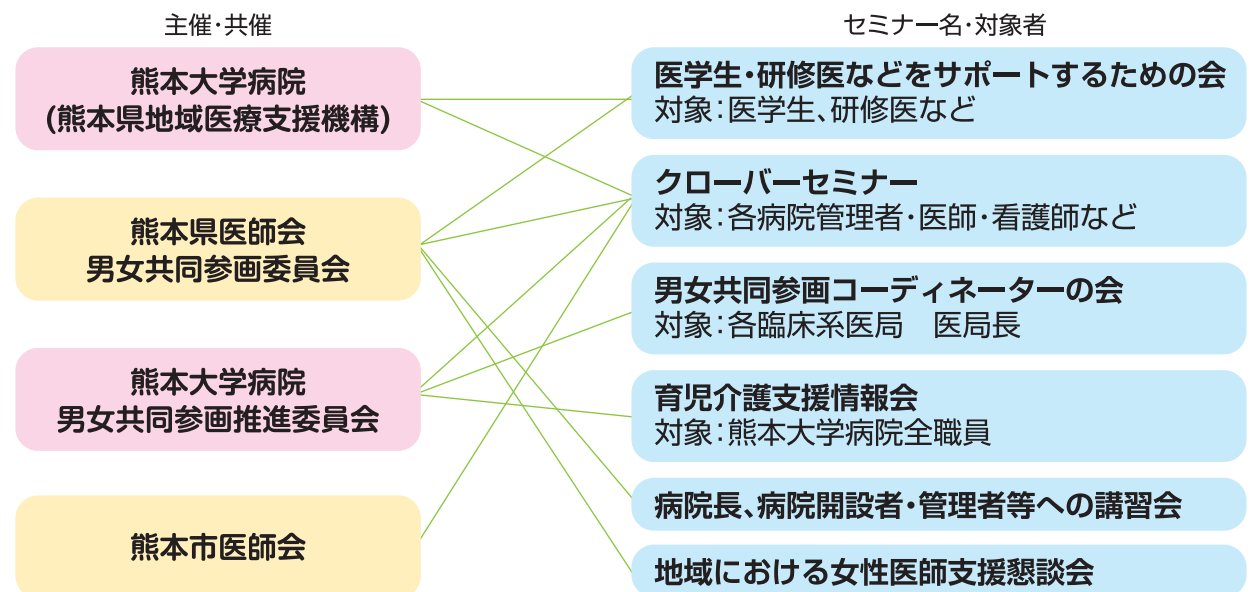 主催・共催
熊本大学病院
(熊本県地域医療支援機構)
熊本県医師会
男女共同参画委員会
熊本大学病院
男女共同参画推進委員会
熊本市医師会
セミナー名・対象者
医学生・研修医などをサポートするための会
対象：医学生、研修医など
クローバーセミナー
対象：各病院管理者・医師・看護師など
男女共同参画コーディネーターの会
対象：各臨床系医局　医局長
育児介護支援情報会
対象：熊本大学病院全職員
病院長、病院開設者・管理者等への講習会
地域における女性医師支援懇談会